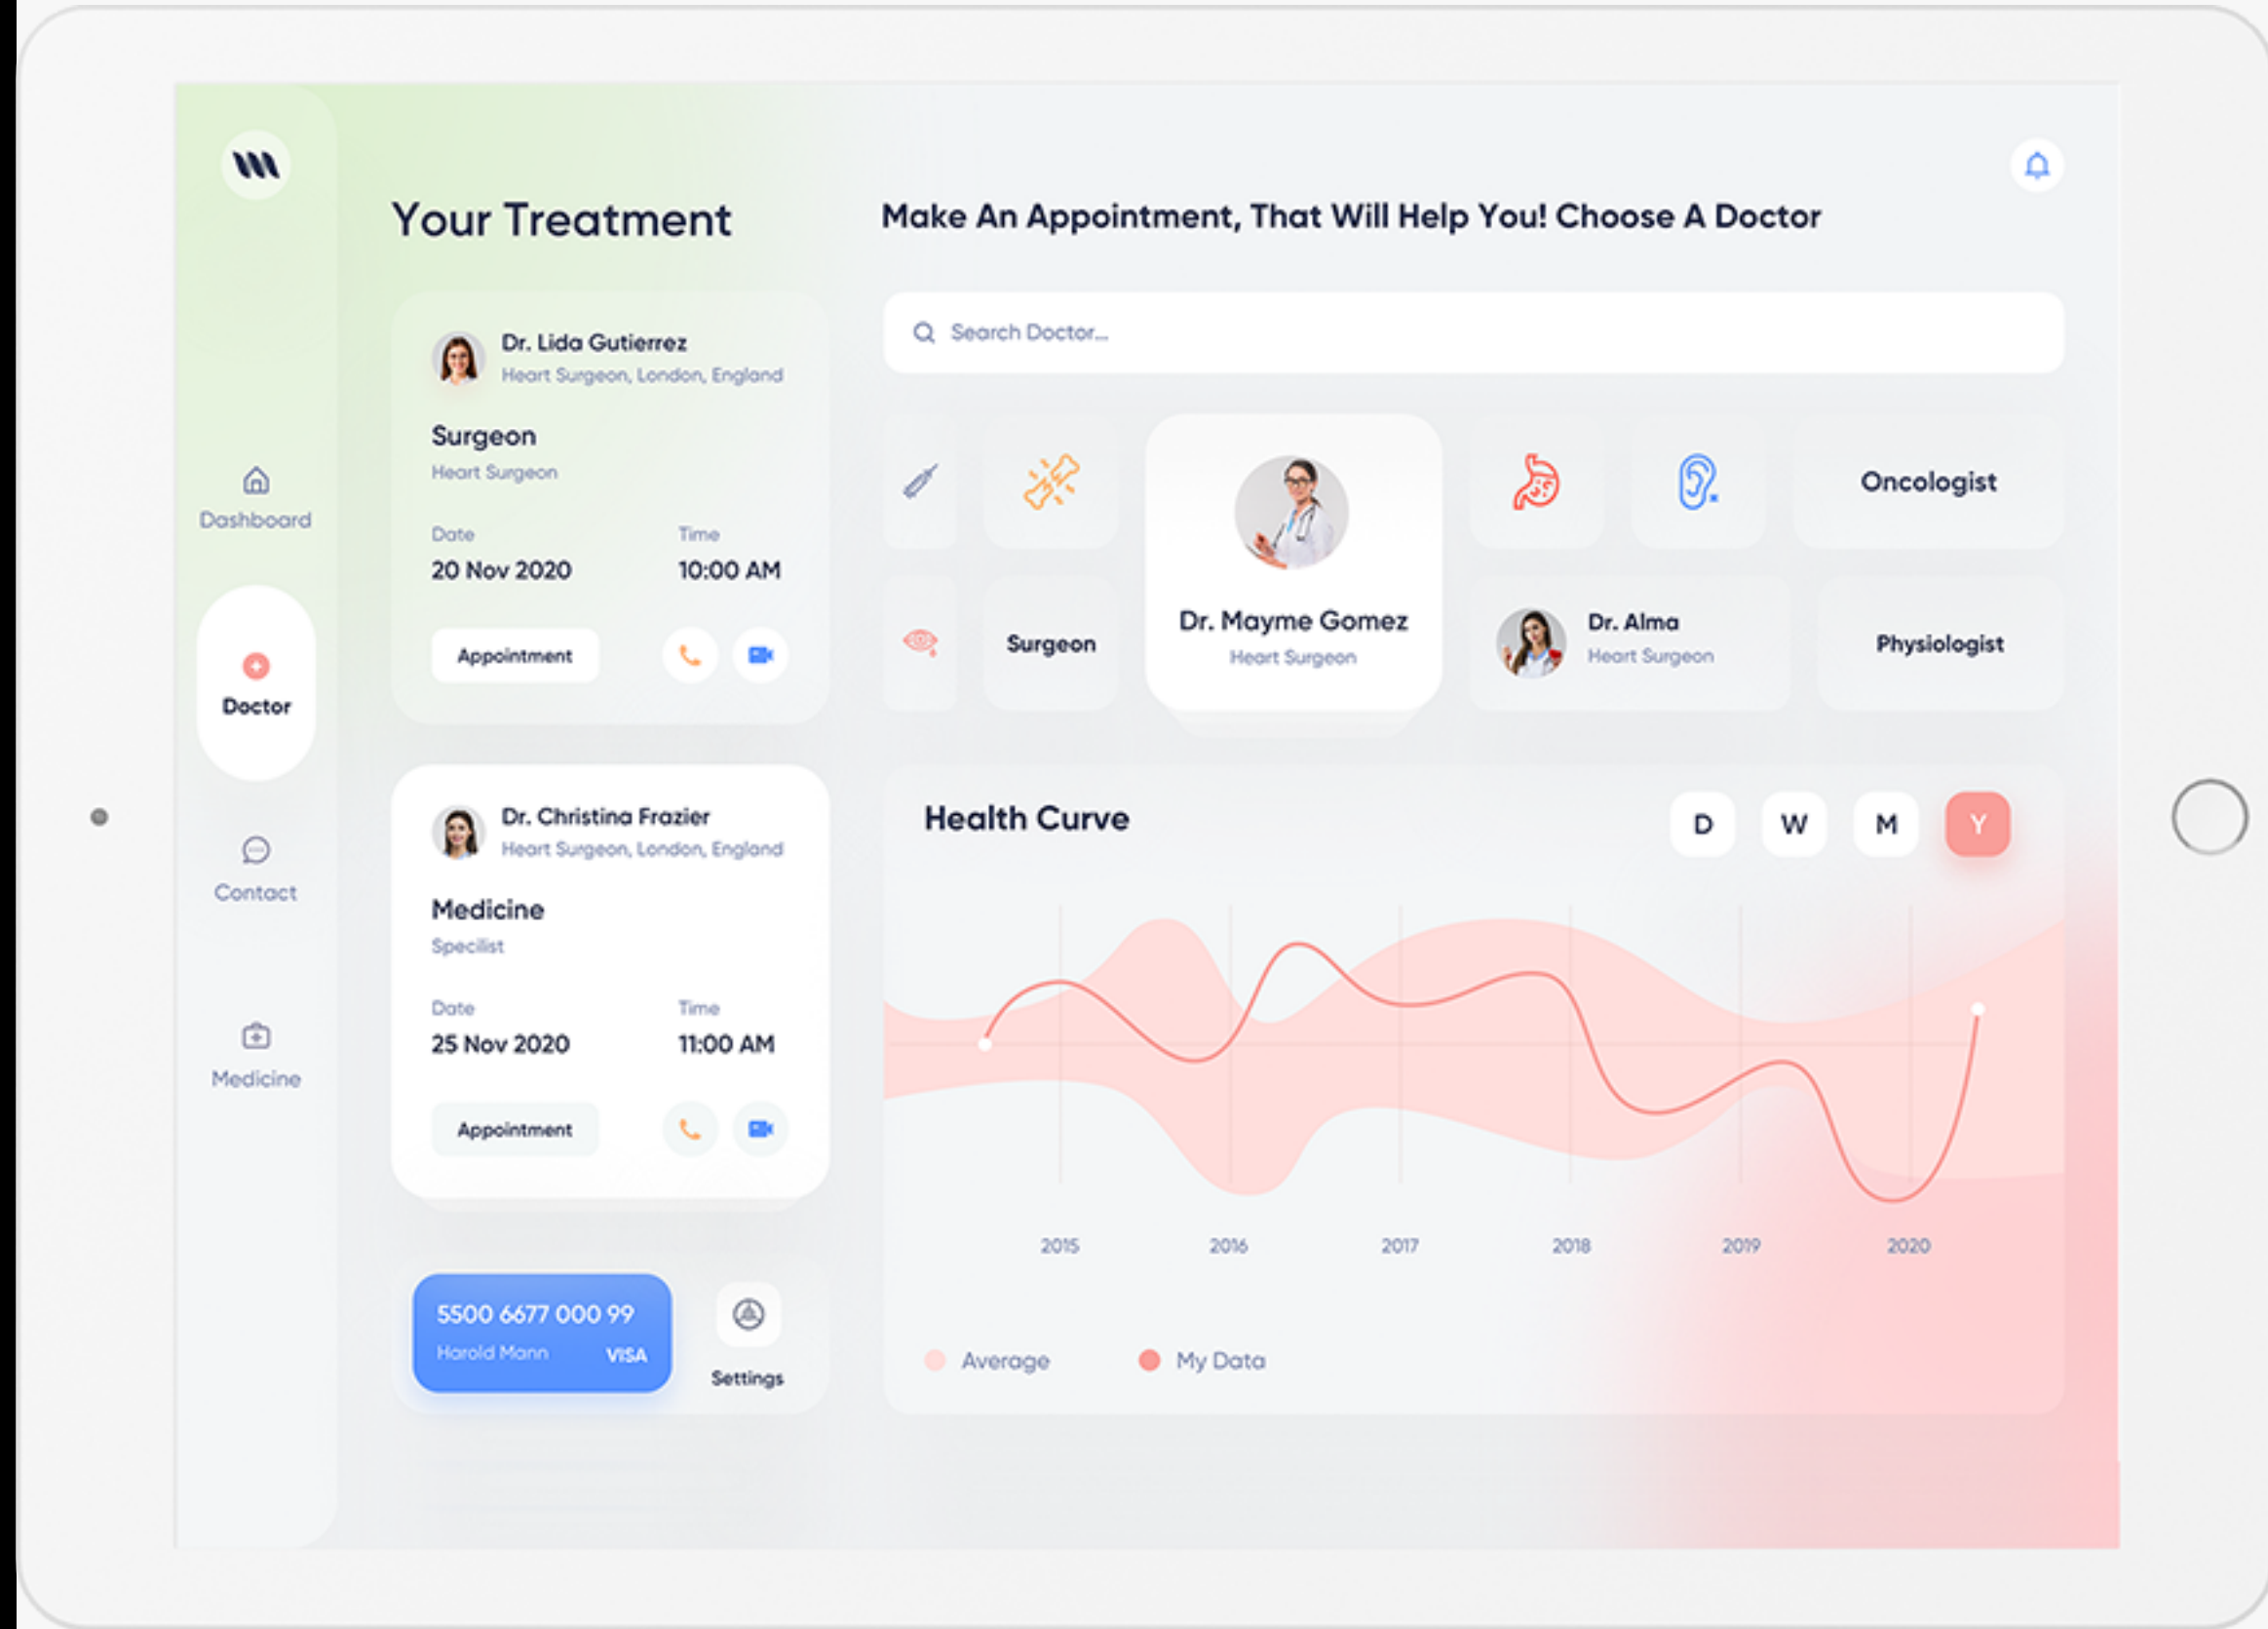 Your Treatment
Make An Appointment, That Will Help You! Choose A Doctor
Dashboard
Doctor
Contact
Medicine
Dr. Lida Gutierrez
Heart Surgeon, London, England
Surgeon
Heart Surgeon
Date
Time
20 Nov 2020
10:00 AM
Appointment
Dr. Christina Frazier
Heart Surgeon, London, England
Medicine
Specilist
Date
Time
25 Nov 2020
11:00 AM
Appointment
5500 6677 000 99
Harold Mann
VISA
Settings
Search Doctor...
Oncologist
Surgeon
Dr. Mayme Gomez
Heart Surgeon
Dr. Alma
Heart Surgeon
Physiologist
Health Curve
D W M Y
2015 2016 2017 2018 2019 2020
Average
My Data